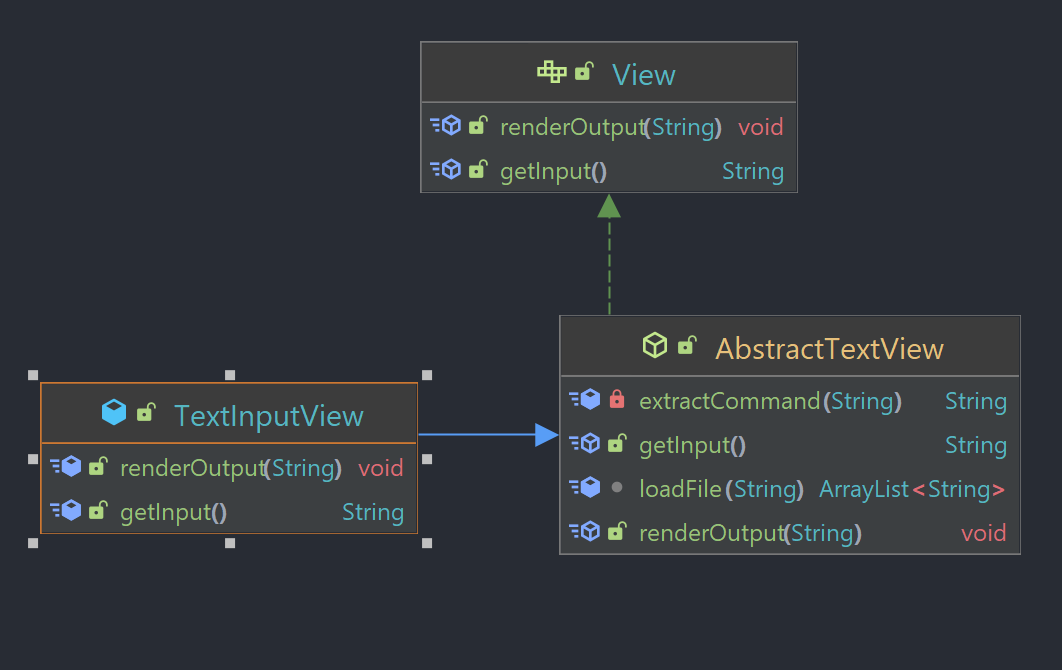 View
renderOutput(String) void
getInput() String
AbstractTextView
extractCommand(String) String
getInput() String
loadFile(String) ArrayList<String>
renderOutput(String) void
TextInputView
renderOutput(String) void
getInput() String